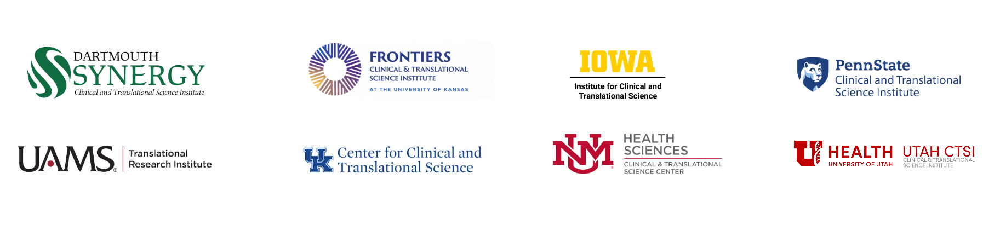 DARTMOUTH
SYNERGY
Clinical and Translational Science Institute
FRONTIERS
CLINICAL & TRANSLATIONAL
SCIENCE INSTITUTE
AT THE UNIVERSITY OF KANSAS
IOWA
Institute for Clinical and
Translational Science
PennState
Clinical and Translational
Science Institute
UAMS®
Translational
Research Institute
UK
Center for Clinical and
Translational Science
NM
HEALTH
SCIENCES
CLINICAL & TRANSLATIONAL
SCIENCE CENTER
U
HEALTH
UNIVERSITY OF UTAH
UTAH CTSI
CLINICAL & TRANSLATIONAL
SCIENCE INSTITUTE